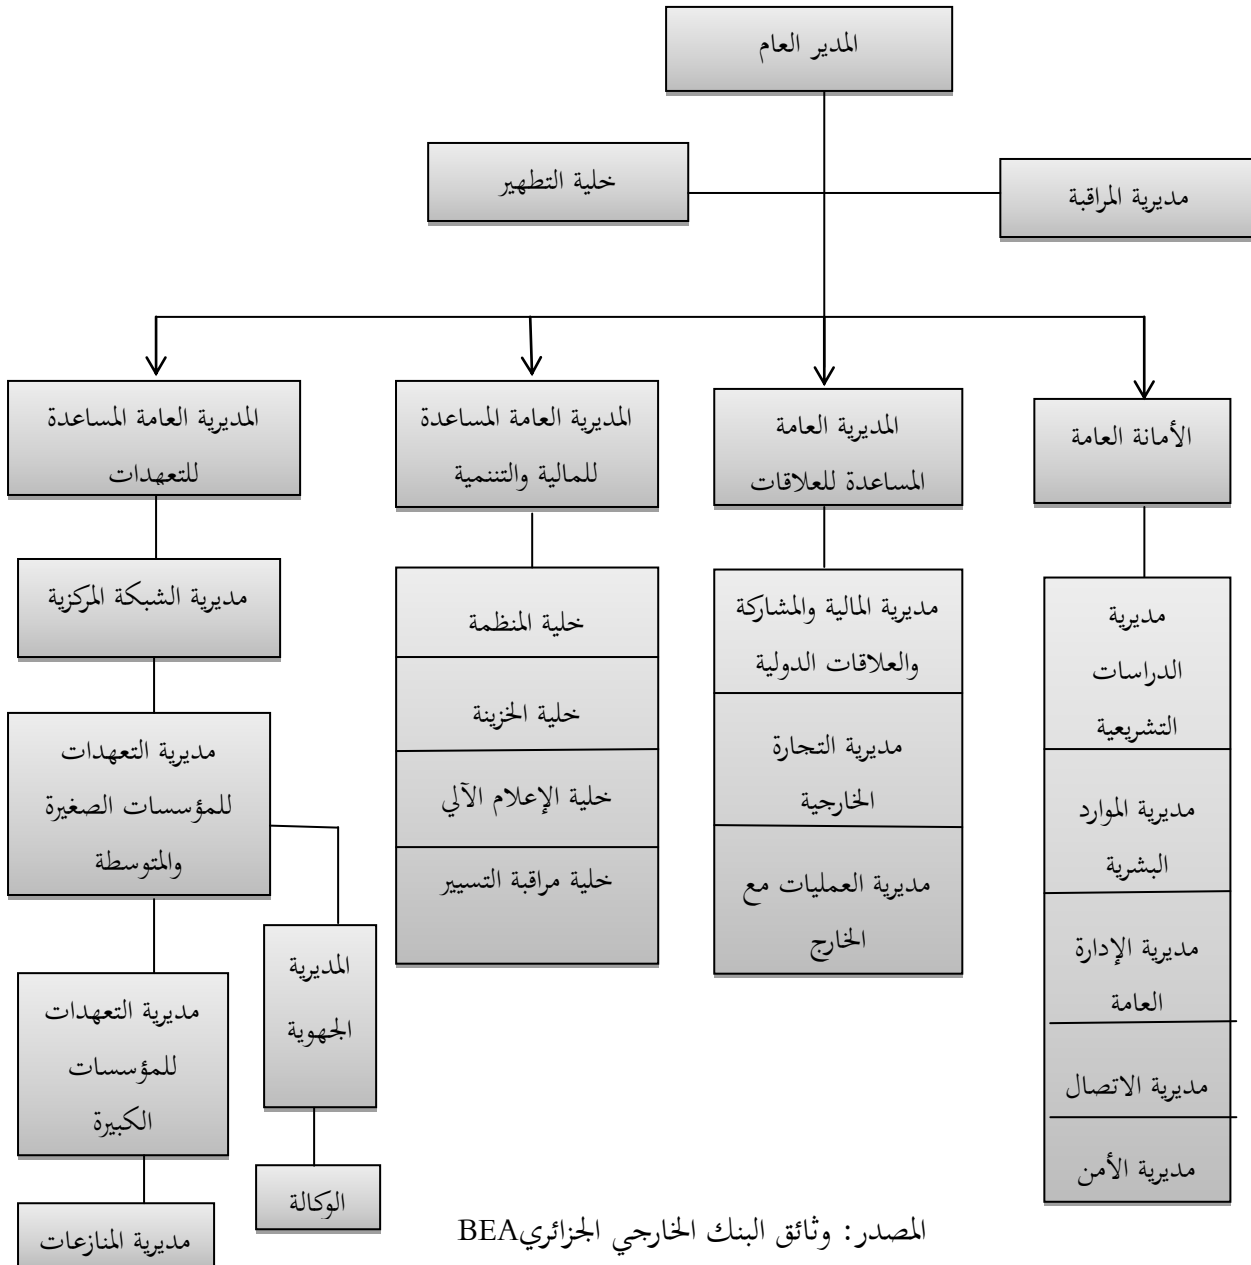 المدير العام
خلية التطهير
مديرية المراقبة
الأمانة العامة
المديرية العامة
المساعدة للعلاقات
المديرية العامة المساعدة
للمالية والتننمية
المديرية العامة المساعدة
للتعهدات
مديرية
الدراسات
التشريعية
مديرية الموارد
البشرية
مديرية الإدارة
العامة
مديرية الاتصال
مديرية الأمن
مديرية المالية والمشاركة
والعلاقات الدولية
مديرية التجارة
الخارجية
مديرية العمليات مع
الخارج
خلية المنظمة
خلية الخزينة
خلية الإعلام الآلي
خلية مراقبة التسيير
مديرية الشبكة المركزية
مديرية التعهدات
للمؤسسات الصغيرة
والمتوسطة
المديرية
الجهوية
الوكالة
مديرية التعهدات
للمؤسسات
الكبيرة
مديرية المنازعات
المصدر: وثائق البنك الخارجي الجزائريBEA